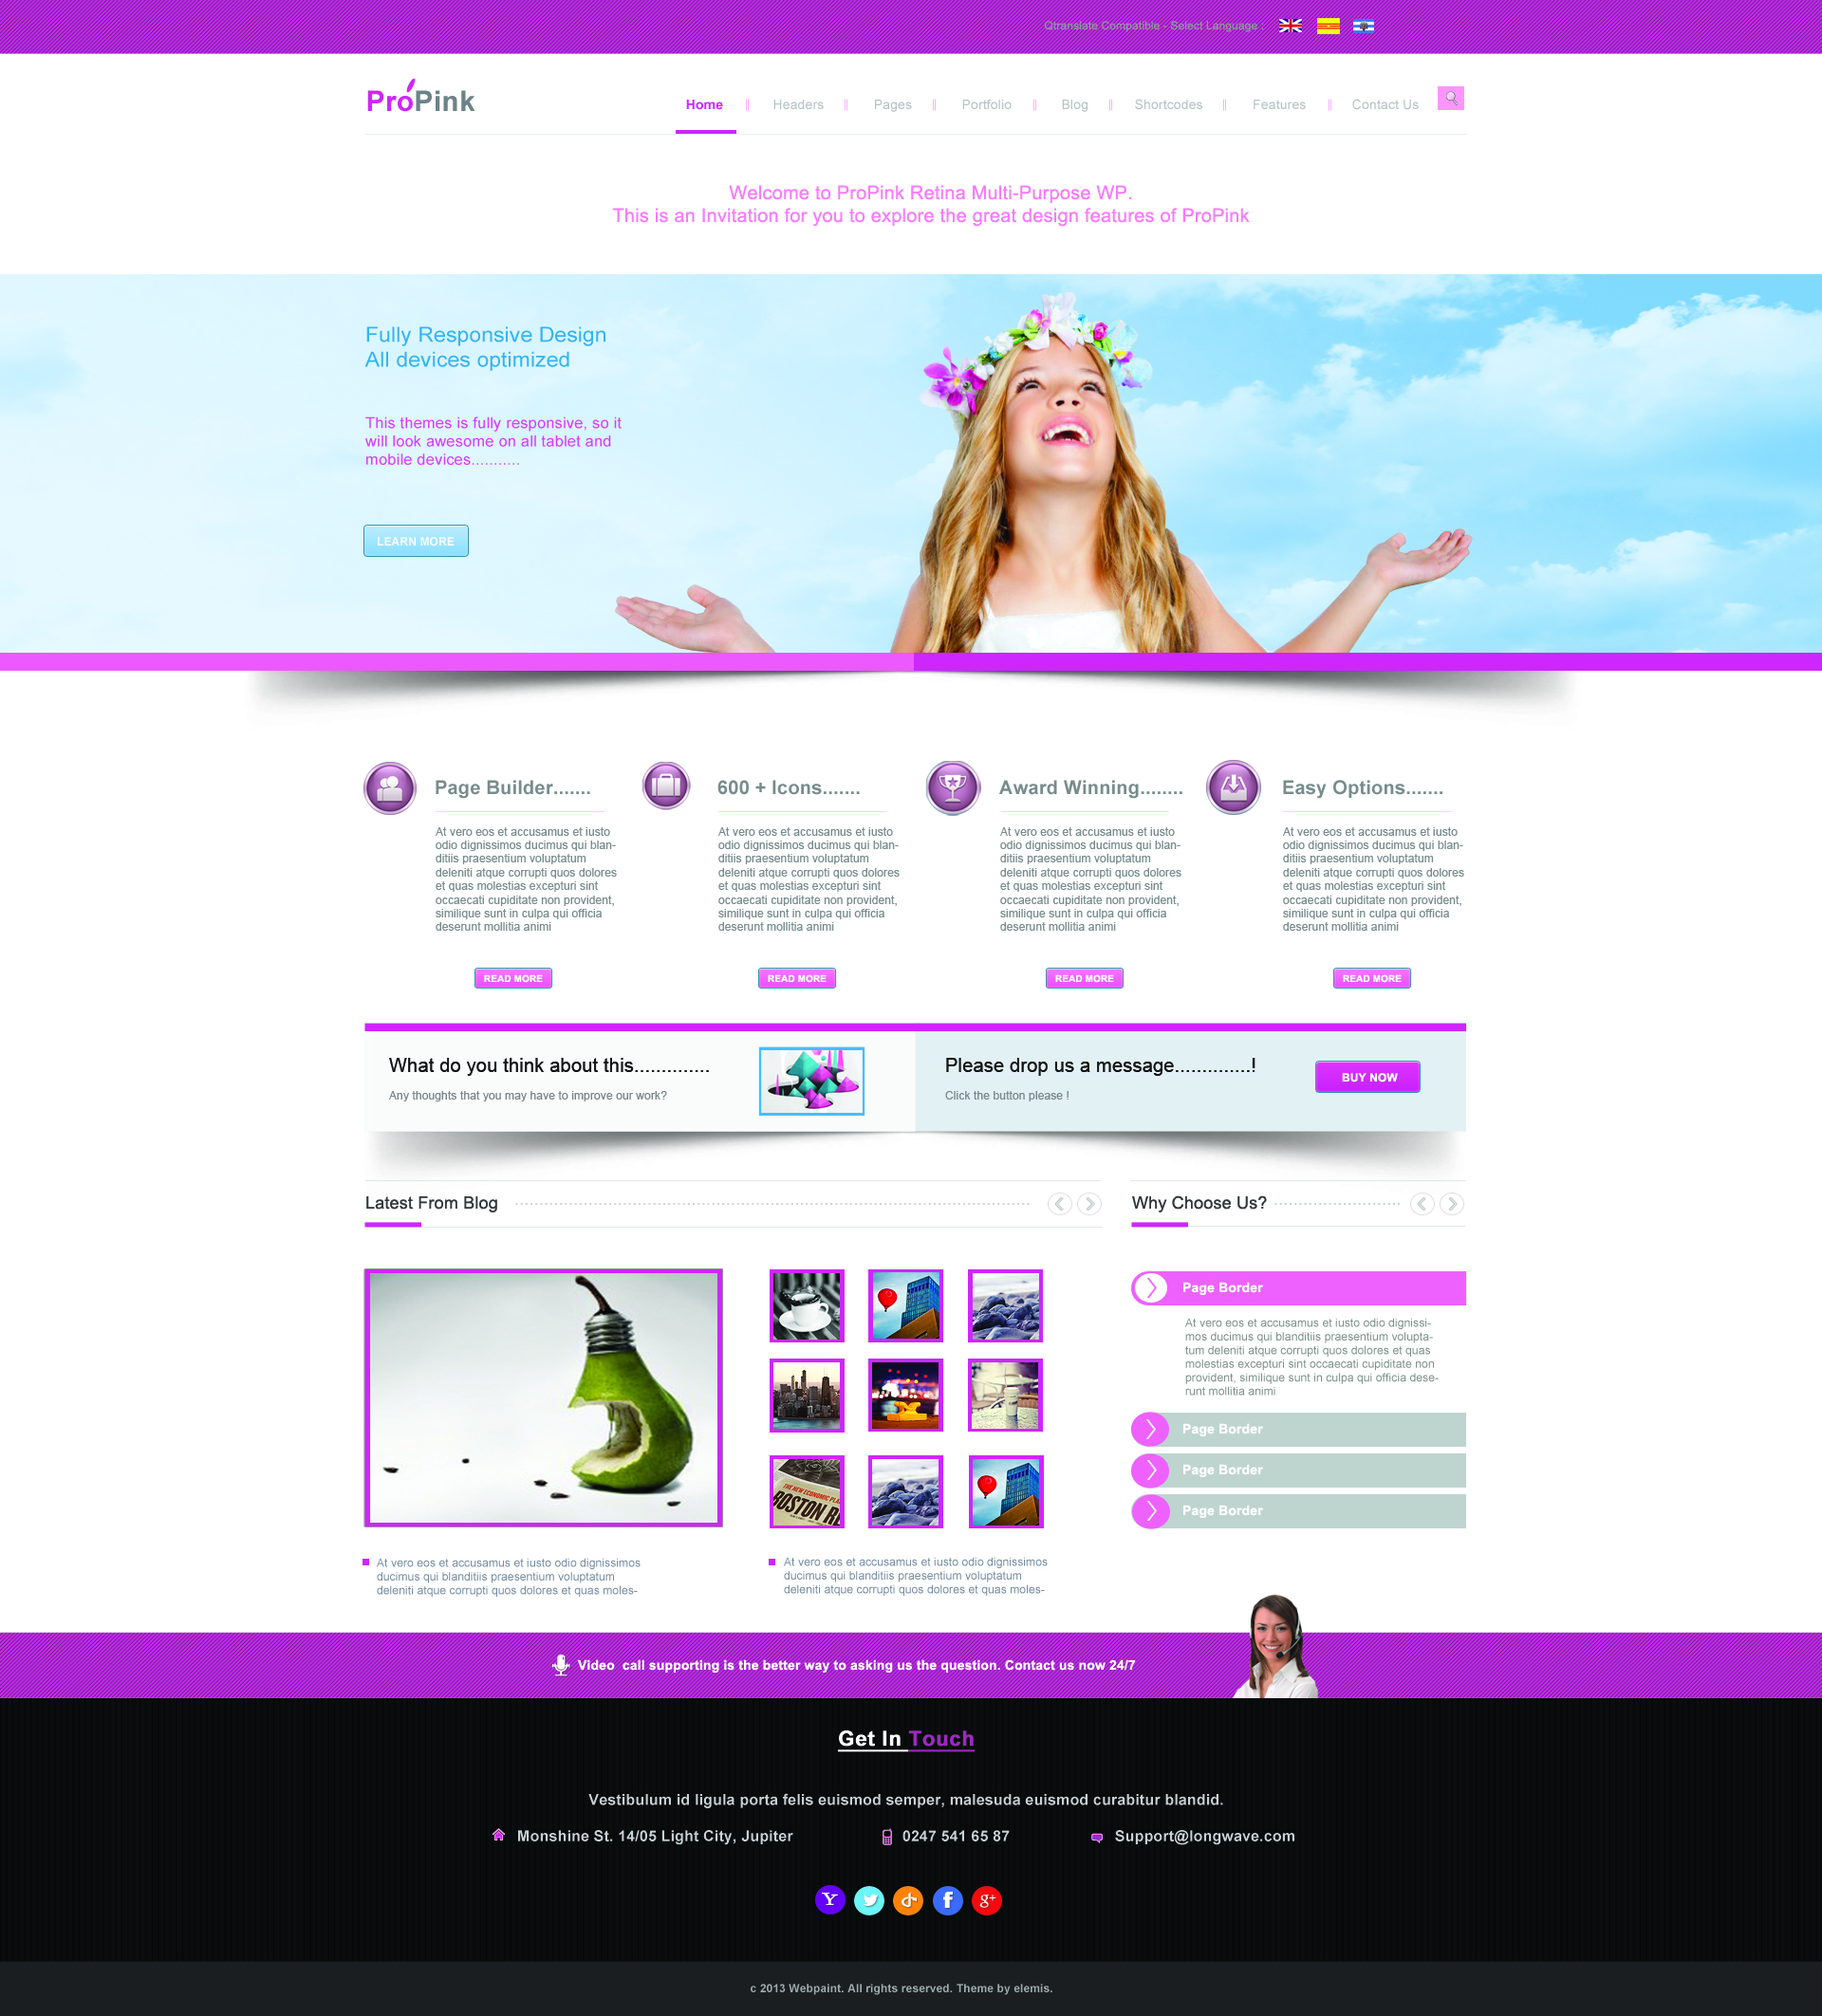 Qtranslate Compatible - Select Language :
ProPink
Home
Headers
Pages
Portfolio
Blog
Shortcodes
Features
Contact Us
Welcome to ProPink Retina Multi-Purpose WP.
This is an Invitation for you to explore the great design features of ProPink
Fully Responsive Design
All devices optimized
This themes is fully responsive, so it
will look awesome on all tablet and
mobile devices...........
LEARN MORE
Page Builder.......
At vero eos et accusamus et iusto
odio dignissimos ducimus qui blan-
ditiis praesentium voluptatum
deleniti atque corrupti quos dolores
et quas molestias excepturi sint
occaecati cupiditate non provident,
similique sunt in culpa qui officia
deserunt mollitia animi
READ MORE
600 + Icons.......
At vero eos et accusamus et iusto
odio dignissimos ducimus qui blan-
ditiis praesentium voluptatum
deleniti atque corrupti quos dolores
et quas molestias excepturi sint
occaecati cupiditate non provident,
similique sunt in culpa qui officia
deserunt mollitia animi
READ MORE
Award Winning........
At vero eos et accusamus et iusto
odio dignissimos ducimus qui blan-
ditiis praesentium voluptatum
deleniti atque corrupti quos dolores
et quas molestias excepturi sint
occaecati cupiditate non provident,
similique sunt in culpa qui officia
deserunt mollitia animi
READ MORE
Easy Options.......
At vero eos et accusamus et iusto
odio dignissimos ducimus qui blan-
ditiis praesentium voluptatum
deleniti atque corrupti quos dolores
et quas molestias excepturi sint
occaecati cupiditate non provident,
similique sunt in culpa qui officia
deserunt mollitia animi
READ MORE
What do you think about this..............
Any thoughts that you may have to improve our work?
Please drop us a message..............!
Click the button please !
BUY NOW
Latest From Blog
THE NEW ECONOMIC
BOSTON
At vero eos et accusamus et iusto odio dignissimos
ducimus qui blanditiis praesentium voluptatum
deleniti atque corrupti quos dolores et quas moles-
At vero eos et accusamus et iusto odio dignissimos
ducimus qui blanditiis praesentium voluptatum
deleniti atque corrupti quos dolores et quas moles-
Why Choose Us?
Page Border
At vero eos et accusamus et iusto odio dignissi-
mos ducimus qui blanditiis praesentium volupta-
tum deleniti atque corrupti quos dolores et quas
molestias excepturi sint occaecati cupiditate non
provident, similique sunt in culpa qui officia dese-
runt mollitia animi
Page Border
Page Border
Page Border
Video call supporting is the better way to asking us the question. Contact us now 24/7
Get In Touch
Vestibulum id ligula porta felis euismod semper, malesuda euismod curabitur blandid.
Monshine St. 14/05 Light City, Jupiter
0247 541 65 87
Support@longwave.com
c 2013 Webpaint. All rights reserved. Theme by elemis.